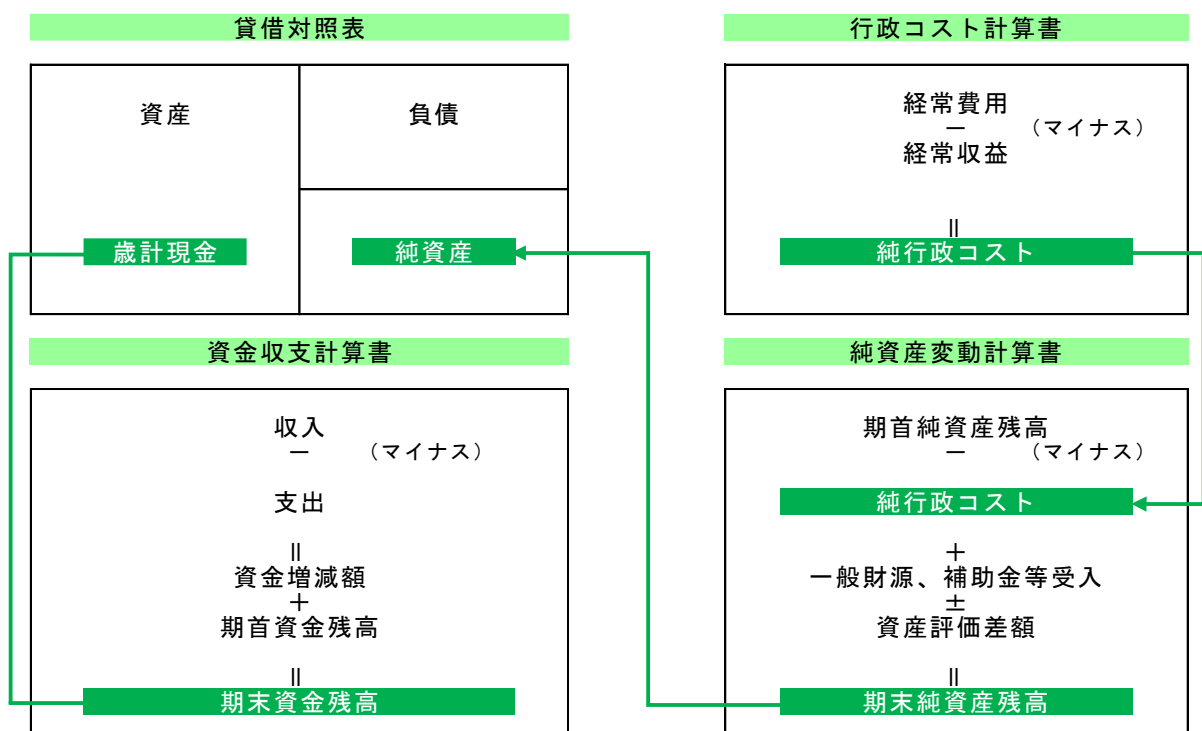 貸借対照表
資産
負債
歳計現金
純資産
行政コスト計算書
経常費用
－ （マイナス）
経常収益
＝
純行政コスト
資金収支計算書
収入
－ （マイナス）
支出
＝
資金増減額
＋
期首資金残高
＝
期末資金残高
純資産変動計算書
期首純資産残高
－ （マイナス）
純行政コスト
＋
一般財源、補助金等受入
±
資産評価差額
＝
期末純資産残高